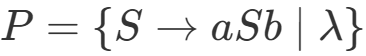 P = {S → aSb | λ}